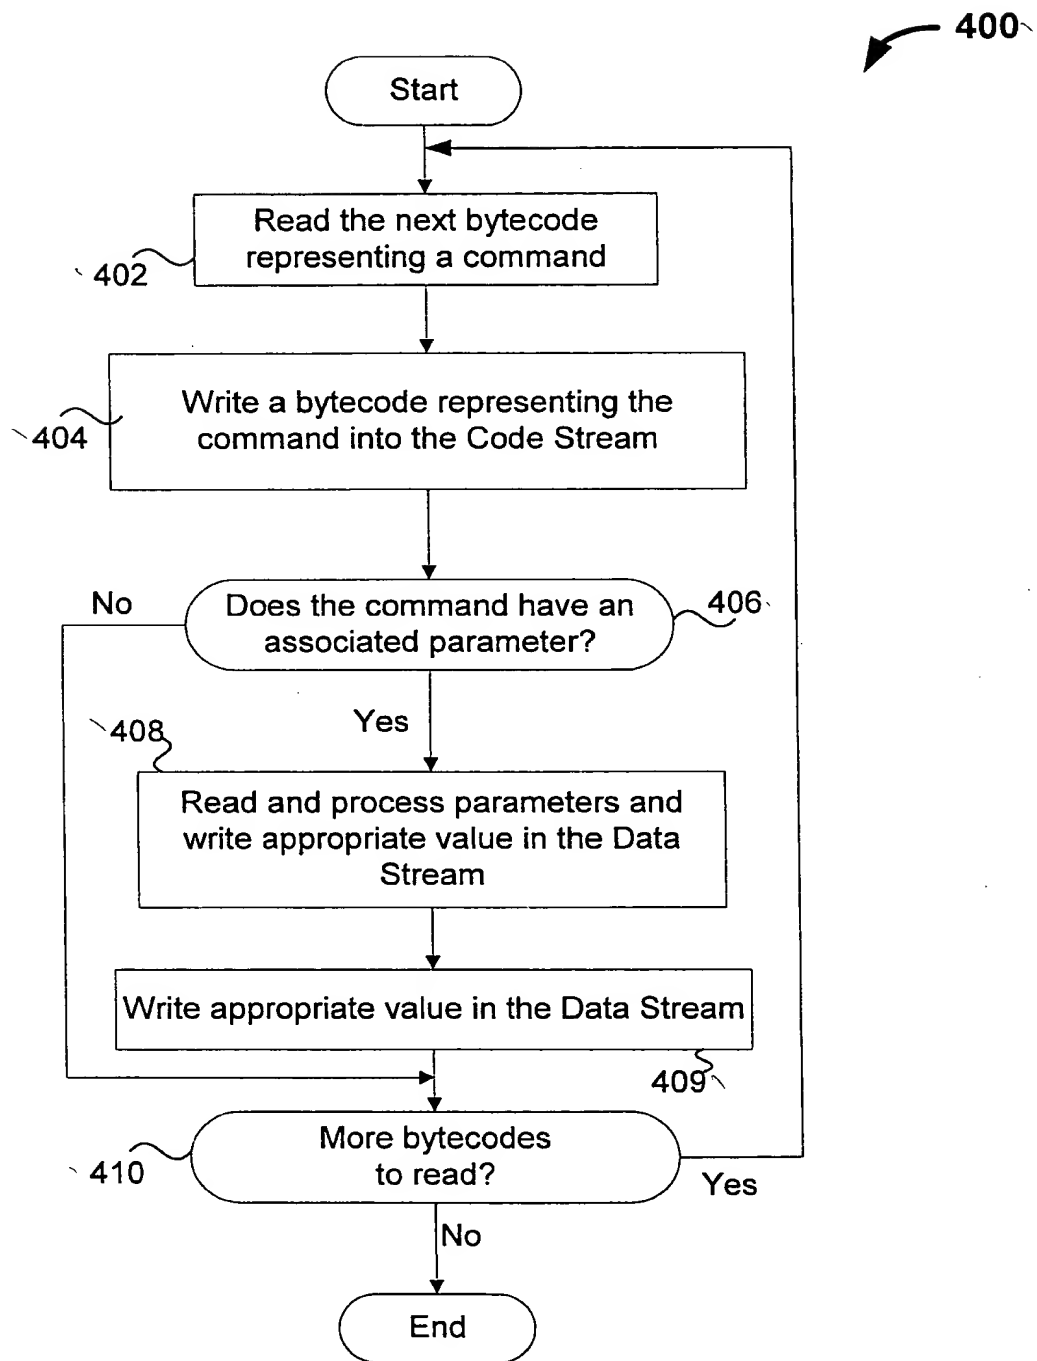 400
Start
Read the next bytecode
representing a command
402
Write a bytecode representing the
command into the Code Stream
404
No
Does the command have an
associated parameter?
406
Yes
408
Read and process parameters and
write appropriate value in the Data
Stream
Write appropriate value in the Data Stream
409
More bytecodes
to read?
410
Yes
No
End